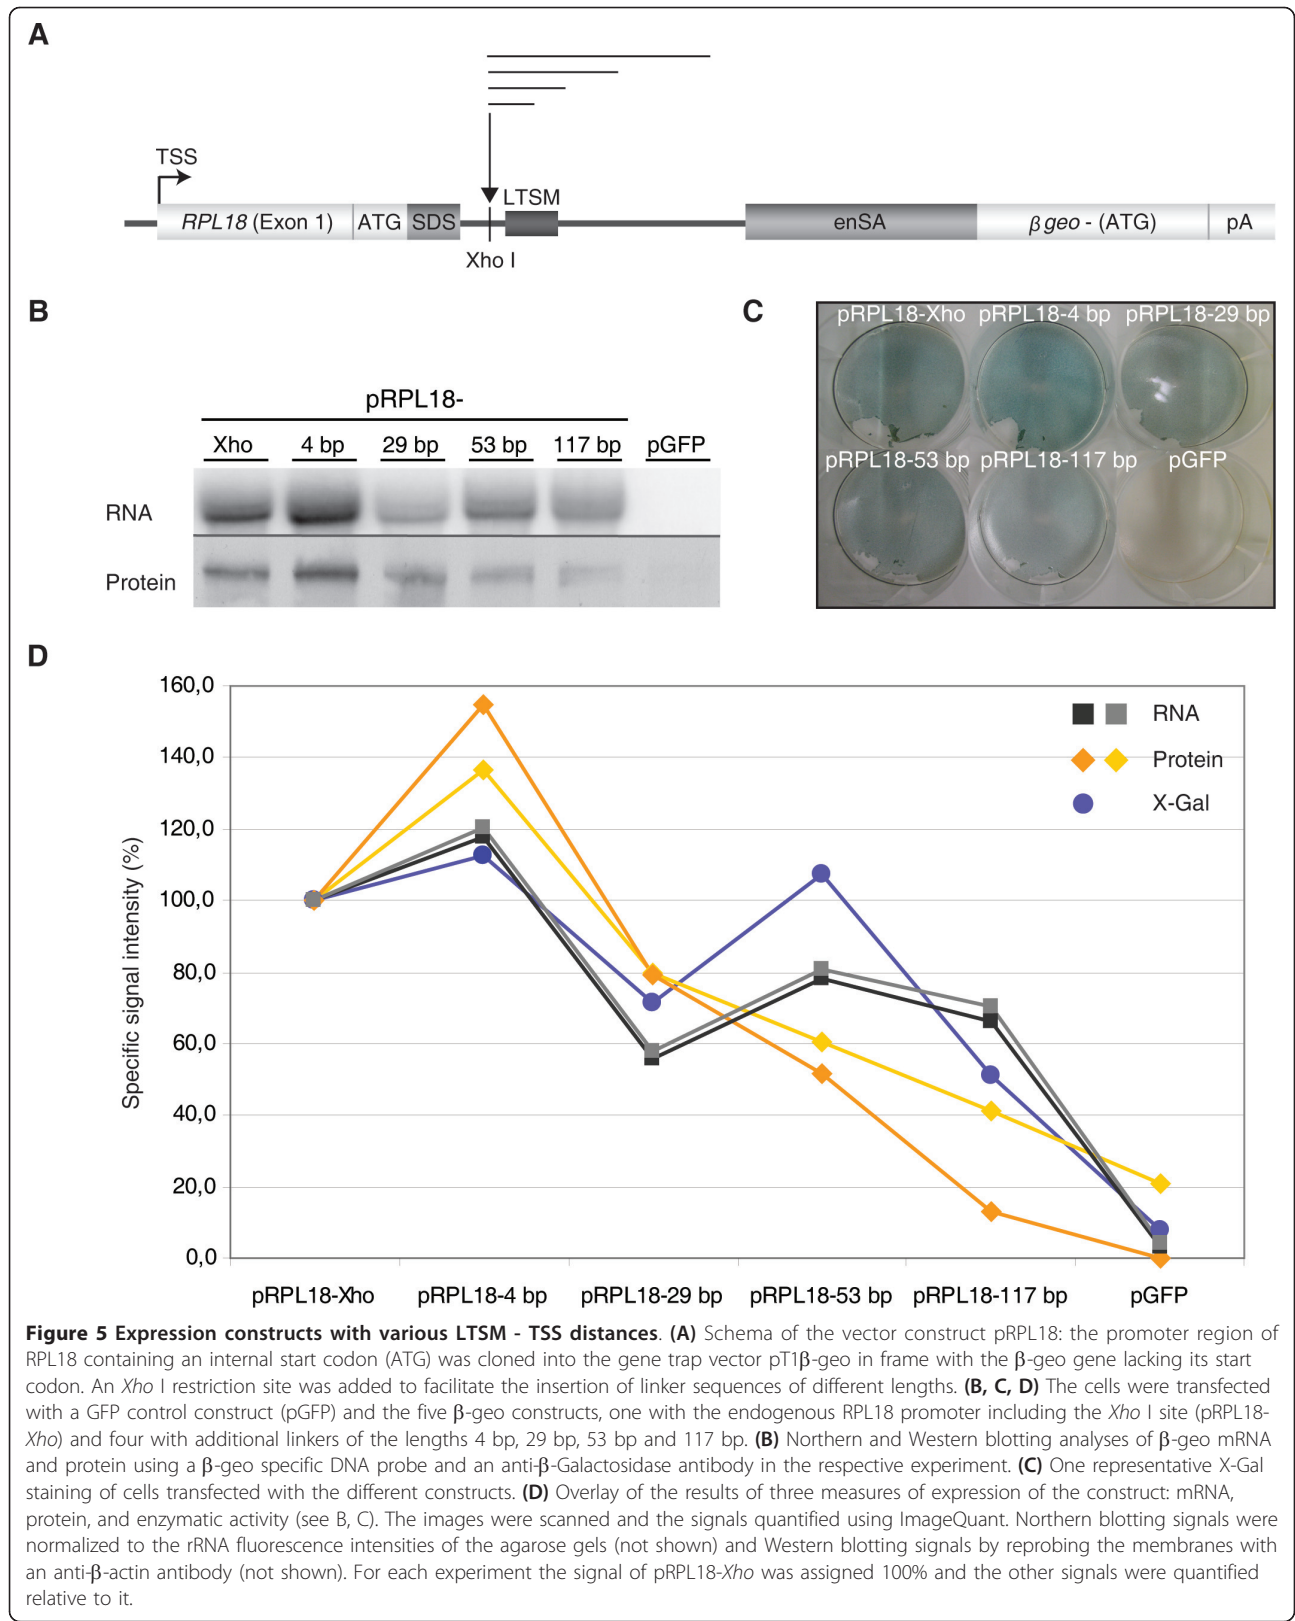 A
TSS
LTSM
RPL18 (Exon 1) ATG SDS enSA βgeo - (ATG) pA
Xho I
B
pRPL18-
Xho 4 bp 29 bp 53 bp 117 bp pGFP
RNA
Protein
C
pRPL18-Xho pRPL18-4 bp pRPL18-29 bp
pRPL18-53 bp pRPL18-117 bp pGFP
D
Specific signal intensity (%)
160,0
140,0
120,0
100,0
80,0
60,0
40,0
20,0
0,0
RNA
Protein
X-Gal
pRPL18-Xho pRPL18-4 bp pRPL18-29 bp pRPL18-53 bp pRPL18-117 bp pGFP
Figure 5 Expression constructs with various LTSM - TSS distances. (A) Schema of the vector construct pRPL18: the promoter region of
RPL18 containing an internal start codon (ATG) was cloned into the gene trap vector pT1β-geo in frame with the β-geo gene lacking its start
codon. An Xho I restriction site was added to facilitate the insertion of linker sequences of different lengths. (B, C, D) The cells were transfected
with a GFP control construct (pGFP) and the five β-geo constructs, one with the endogenous RPL18 promoter including the Xho I site (pRPL18-
Xho) and four with additional linkers of the lengths 4 bp, 29 bp, 53 bp and 117 bp. (B) Northern and Western blotting analyses of β-geo mRNA
and protein using a β-geo specific DNA probe and an anti-β-Galactosidase antibody in the respective experiment. (C) One representative X-Gal
staining of cells transfected with the different constructs. (D) Overlay of the results of three measures of expression of the construct: mRNA,
protein, and enzymatic activity (see B, C). The images were scanned and the signals quantified using ImageQuant. Northern blotting signals were
normalized to the rRNA fluorescence intensities of the agarose gels (not shown) and Western blotting signals by reprobing the membranes with
an anti-β-actin antibody (not shown). For each experiment the signal of pRPL18-Xho was assigned 100% and the other signals were quantified
relative to it.